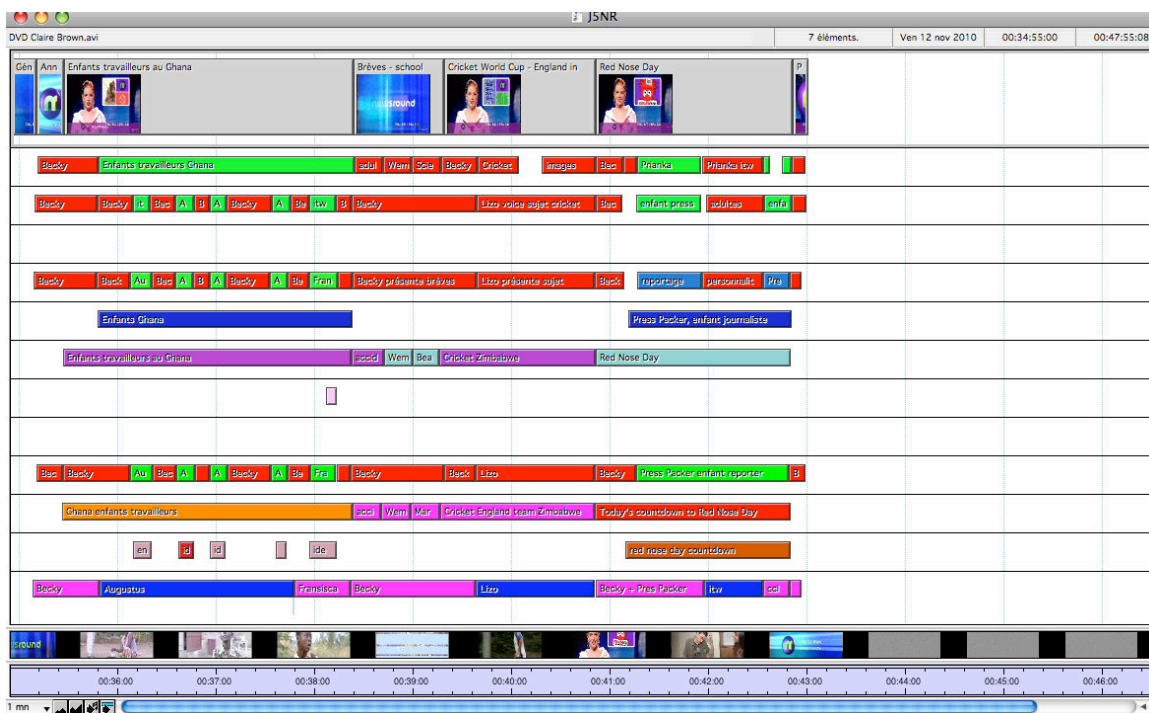 J5NR
DVD Claire Brown.avi 7 éléments. Ven 12 nov 2010 00:34:55:00 00:47:55:08
Gén Ann Enfants travailleurs au Ghana Brèves - school Cricket World Cup - England in Red Nose Day P
Becky Enfants travailleurs Ghana adul Wem Scie Becky Cricket images Bec Prianka Prianka itw
Becky Becky it Bec A B A Becky A Be itw B Becky Lizo voice sujet cricket Bec enfant press adultes enfa
Becky Beck Au Bec A B A Becky A Be Fran Becky présente brèves Lizo présente sujet Beck reportage personnalit Pre
Enfants Ghana Press Packer, enfant journaliste
Enfants travailleurs au Ghana accid Wem Bea Cricket Zimbabwe Red Nose Day
Bec Becky Au Bec A A Becky A Be Fra Becky Beck Lizo Becky Press Packer enfant reporter B
Ghana enfants travailleurs acci Wem Mar Cricket England team Zimbabwe Today's countdown to Red Nose Day
en id id ide red nose day countdown
Becky Augustus Fransisca Becky Lizo Becky + Pres Packer itw ccl
sround
00:36:00 00:37:00 00:38:00 00:39:00 00:40:00 00:41:00 00:42:00 00:43:00 00:44:00 00:45:00 00:46:00
1 mn